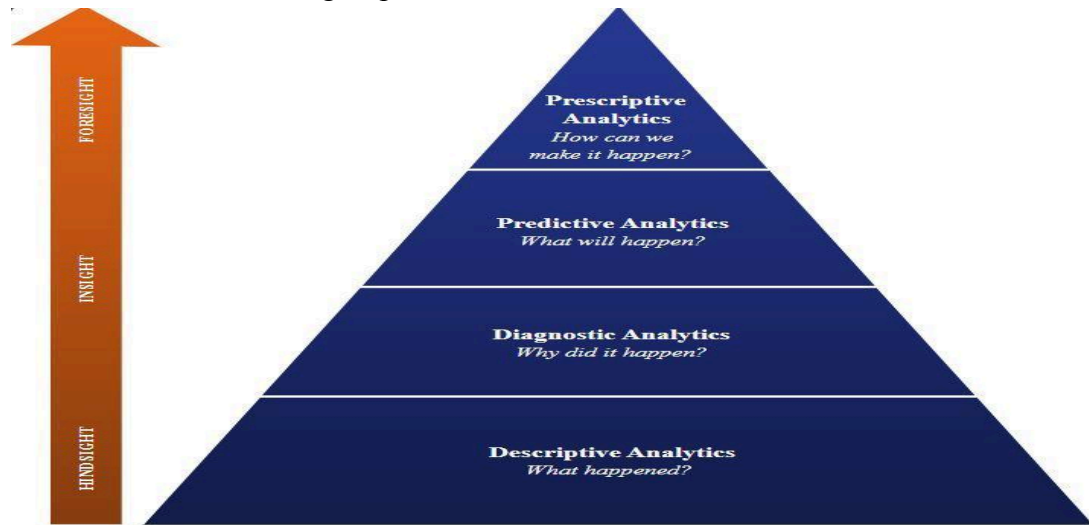 FORESIGHT
INSIGHT
HINDSIGHT
Prescriptive
Analytics
How can we
make it happen?
Predictive Analytics
What will happen?
Diagnostic Analytics
Why did it happen?
Descriptive Analytics
What happened?